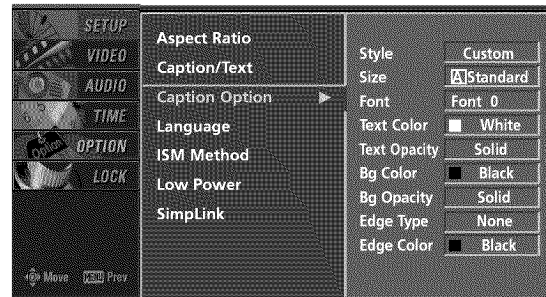 SETUP
VIDEO
AUDIO
TIME
Option
OPTION
LOCK
Move MENU Prev
Aspect Ratio
Caption/Text
Caption Option
Language
ISM Method
Low Power
SimpLink
Style Custom
Size A Standard
Font Font 0
Text Color White
Text Opacity Solid
Bg Color Black
Bg Opacity Solid
Edge Type None
Edge Color Black